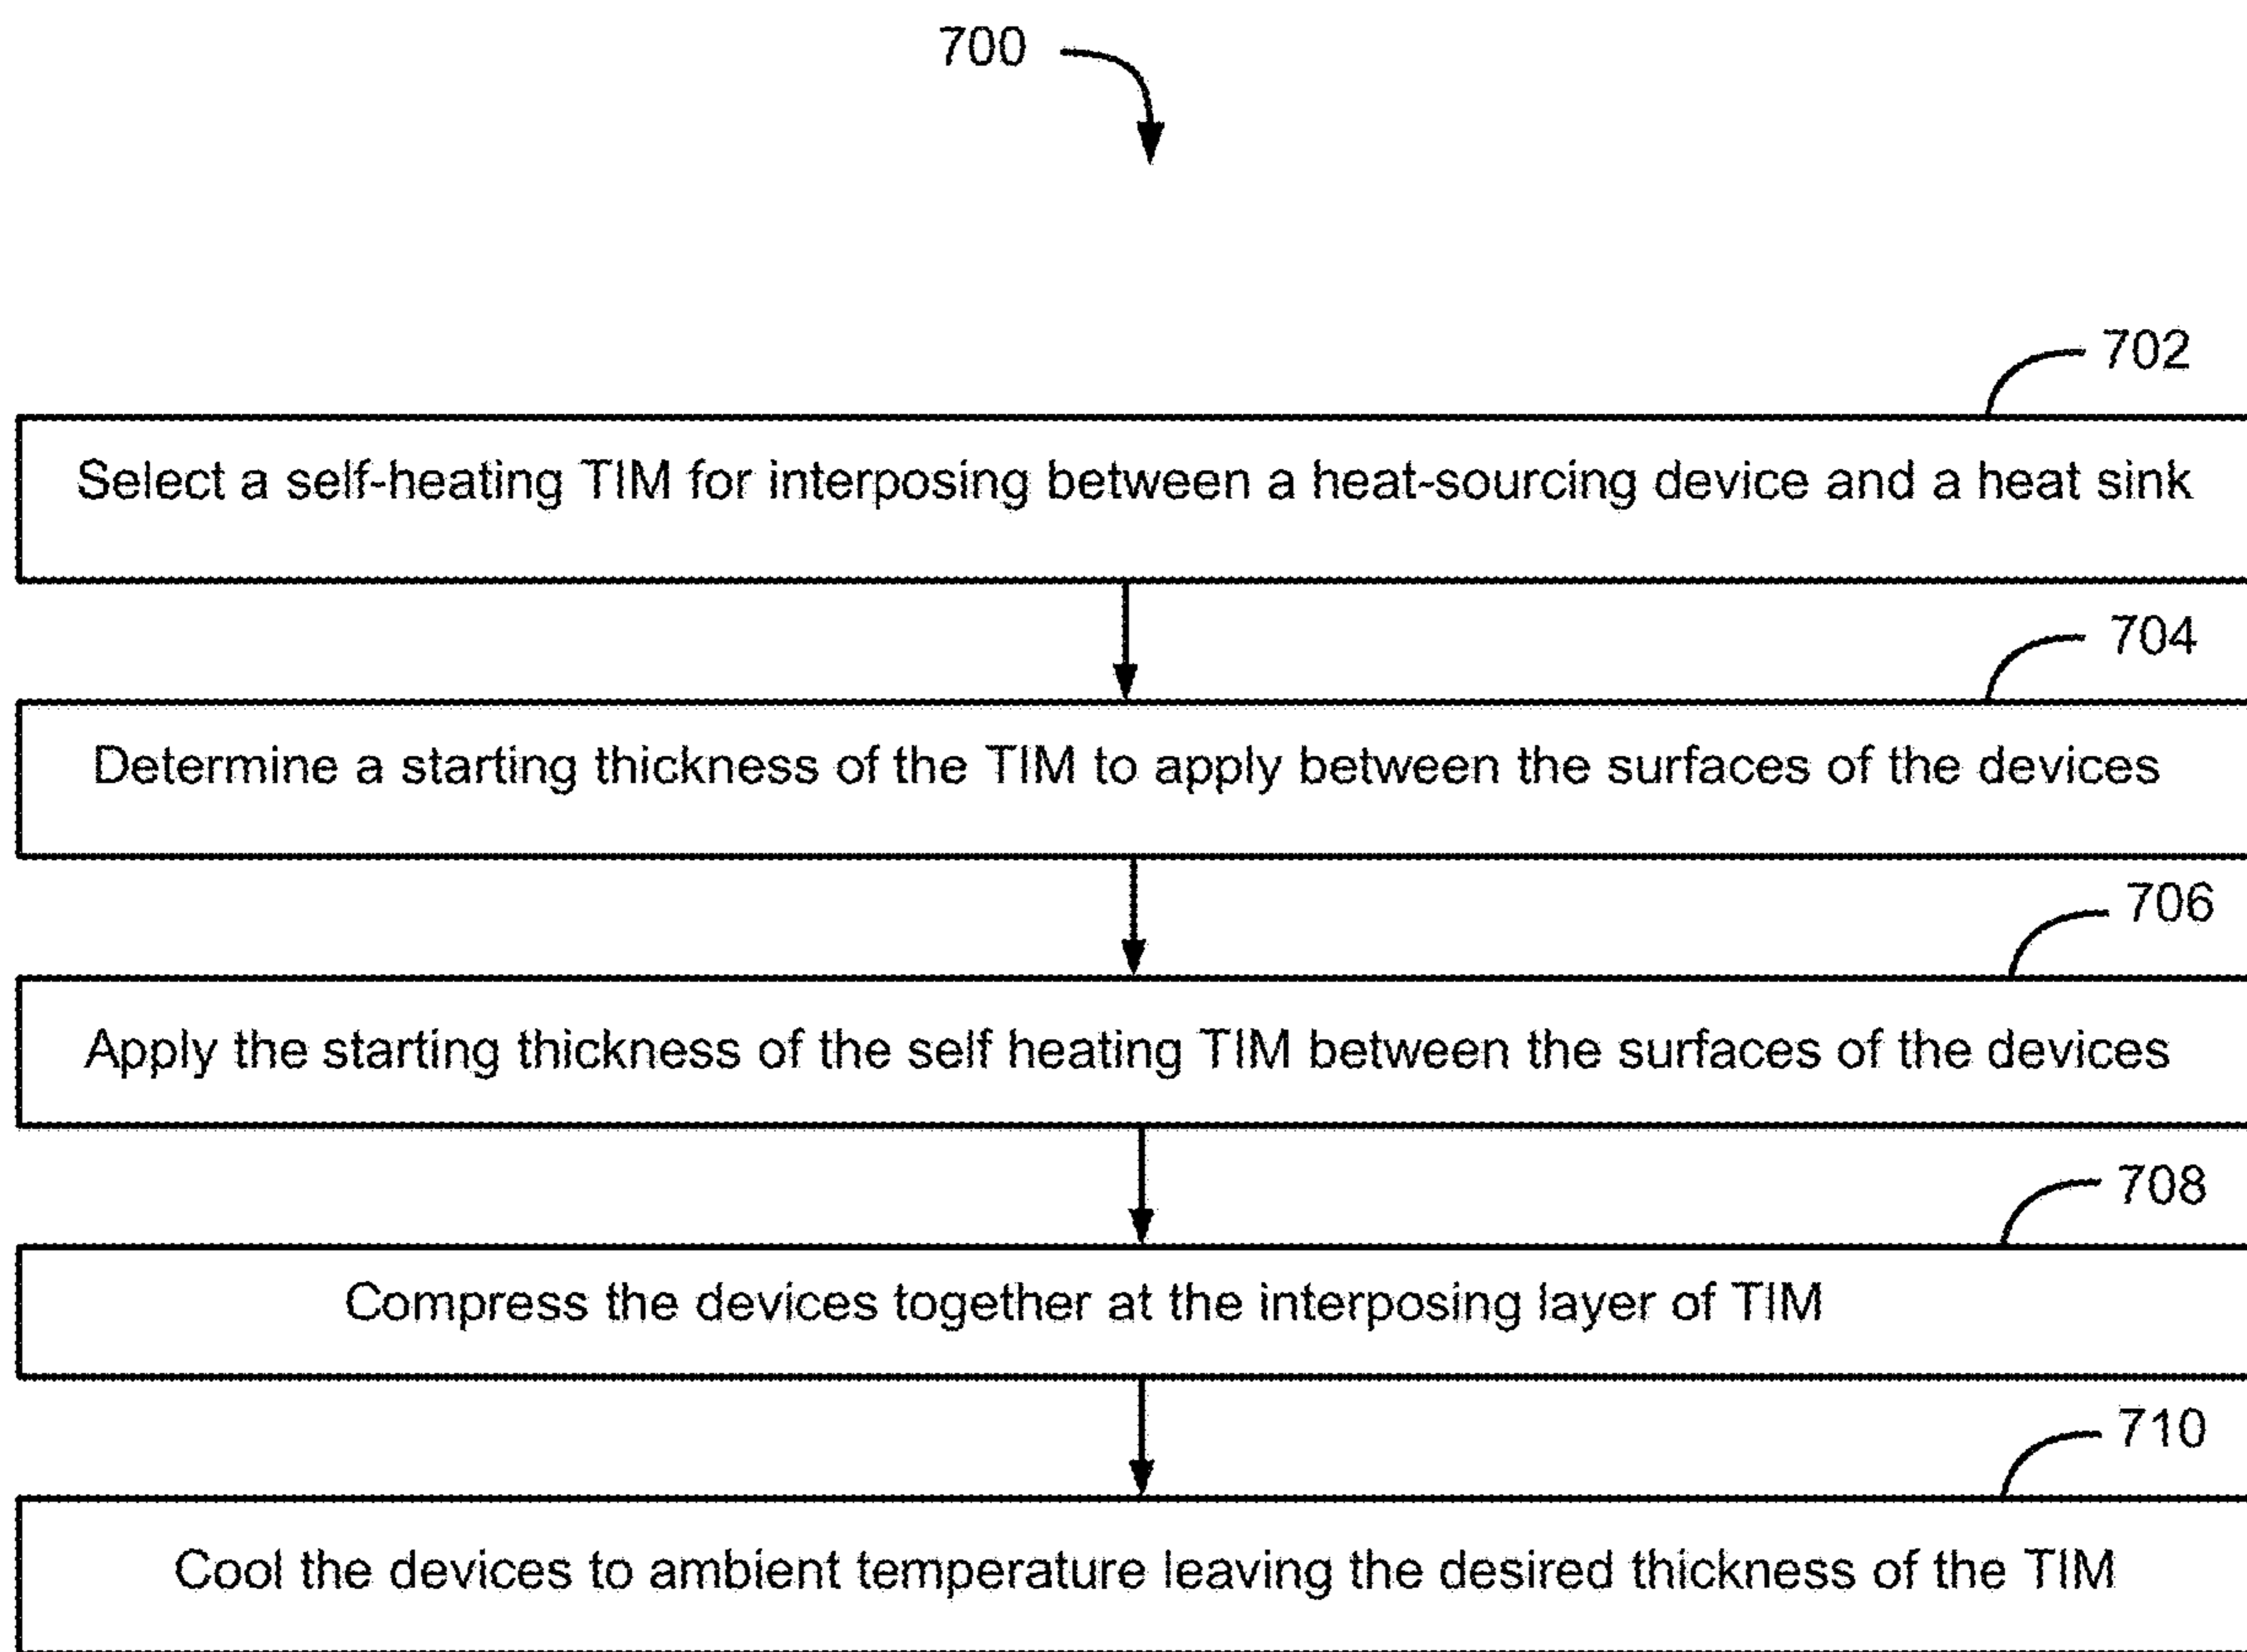 700
702
Select a self-heating TIM for interposing between a heat-sourcing device and a heat sink
704
Determine a starting thickness of the TIM to apply between the surfaces of the devices
706
Apply the starting thickness of the self heating TIM between the surfaces of the devices
708
Compress the devices together at the interposing layer of TIM
710
Cool the devices to ambient temperature leaving the desired thickness of the TIM